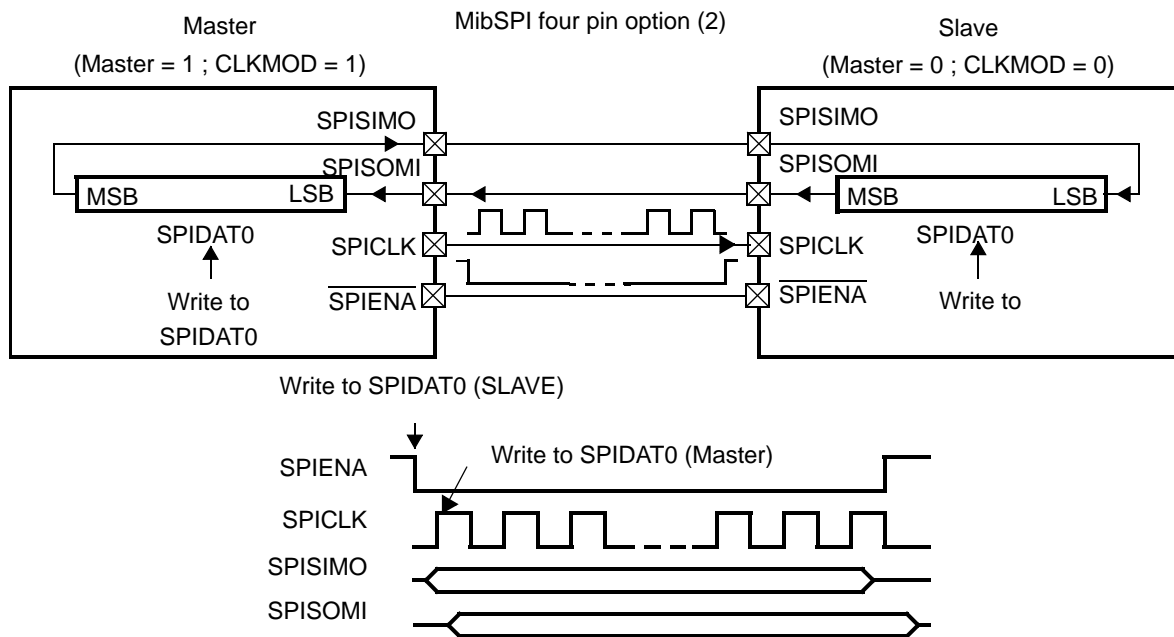 MibSPI four pin option (2)
Master
(Master = 1 ; CLKMOD = 1)
Slave
(Master = 0 ; CLKMOD = 0)
SPISIMO
SPISIMO
SPISOMI
SPISOMI
MSB LSB
MSB LSB
SPIDAT0
SPIDAT0
SPICLK
SPICLK
Write to
SPIDAT0
SPIENA
SPIENA
Write to
Write to SPIDAT0 (SLAVE)
Write to SPIDAT0 (Master)
SPIENA
SPICLK
SPISIMO
SPISOMI